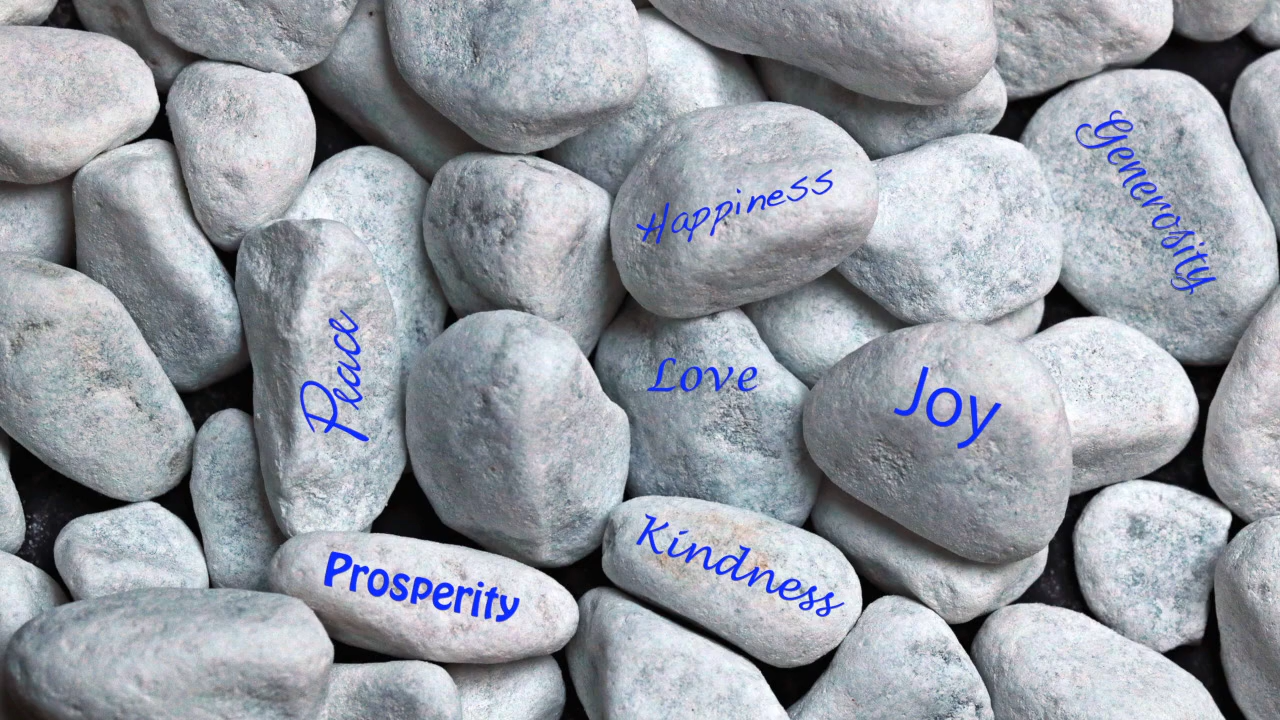 Generosity
Happiness
Peace
Love
Joy
Kindness
Prosperity